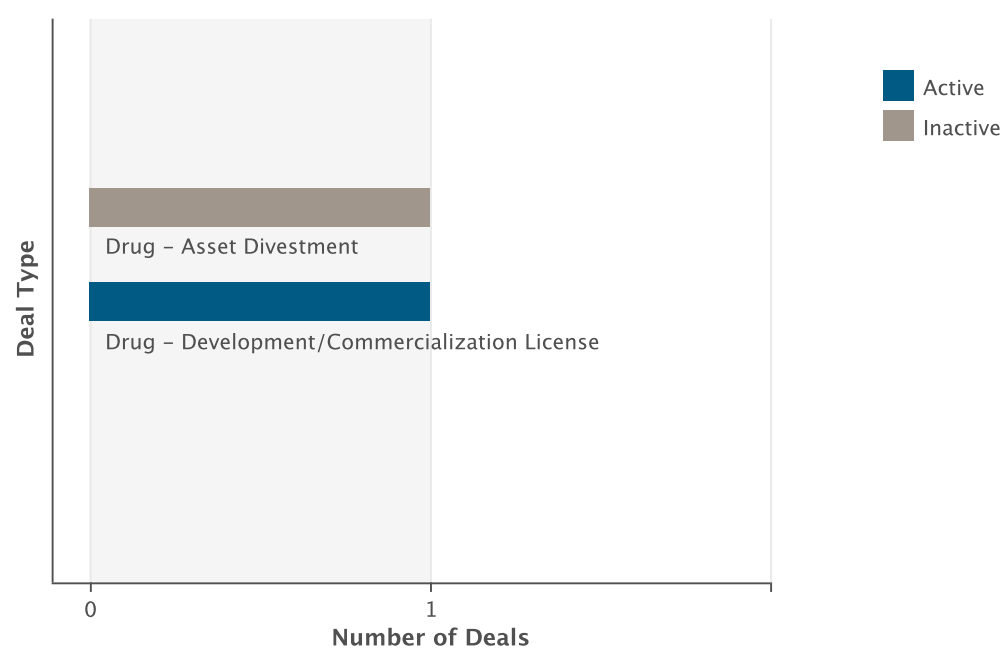 Active
Inactive
Drug – Asset Divestment
Drug – Development/Commercialization License
Deal Type
0
1
Number of Deals